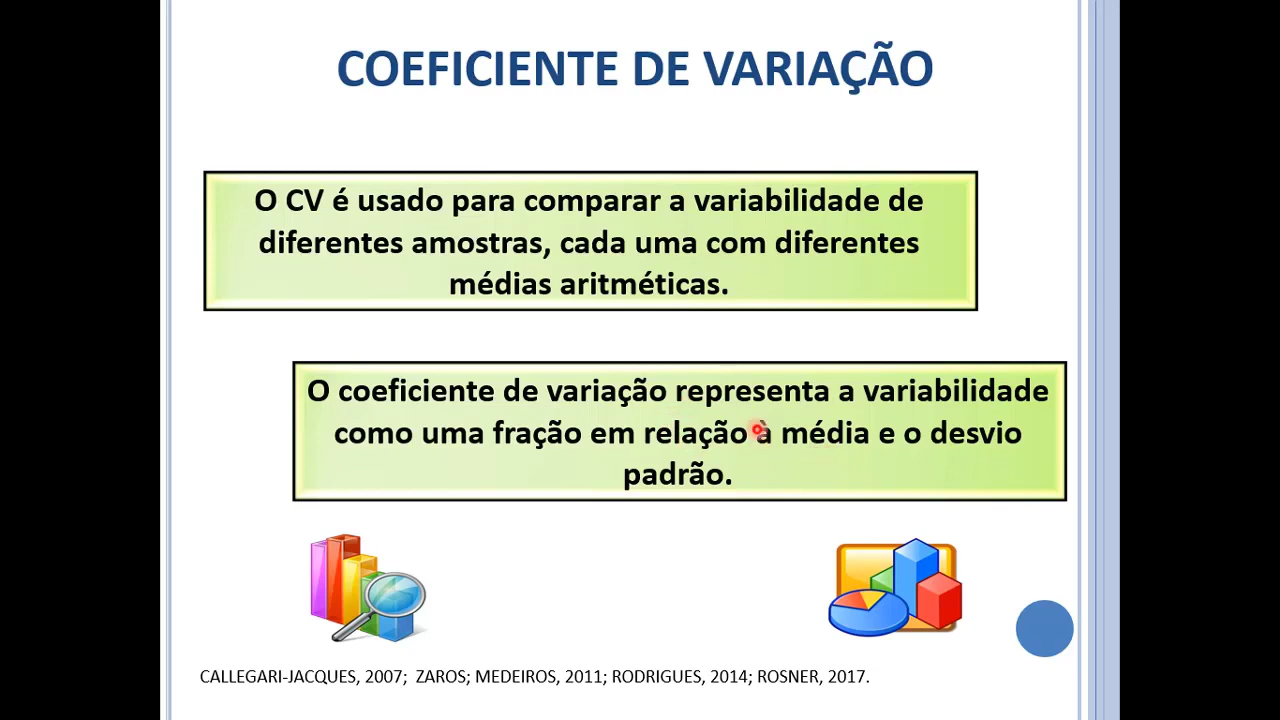 COEFICIENTE DE VARIAÇÃO
O CV é usado para comparar a variabilidade de
diferentes amostras, cada uma com diferentes
médias aritméticas.
O coeficiente de variação representa a variabilidade
como uma fração em relação à média e o desvio
padrão.
CALLEGARI-JACQUES, 2007; ZAROS; MEDEIROS, 2011; RODRIGUES, 2014; ROSNER, 2017.